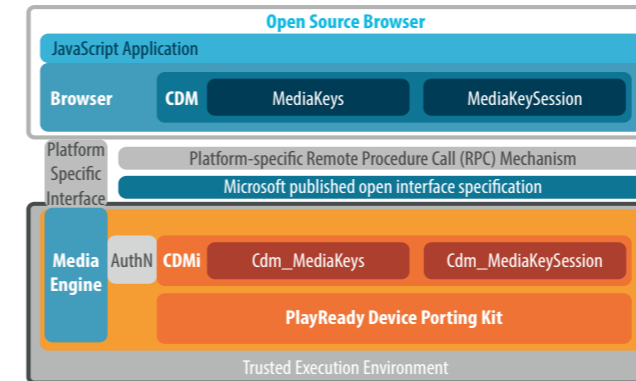 Open Source Browser
JavaScript Application
Browser
CDM
MediaKeys
MediaKeySession
Platform
Specific
Interface
Platform-specific Remote Procedure Call (RPC) Mechanism
Microsoft published open interface specification
Media
Engine
AuthN
CDMi
Cdm_MediaKeys
Cdm_MediaKeySession
PlayReady Device Porting Kit
Trusted Execution Environment